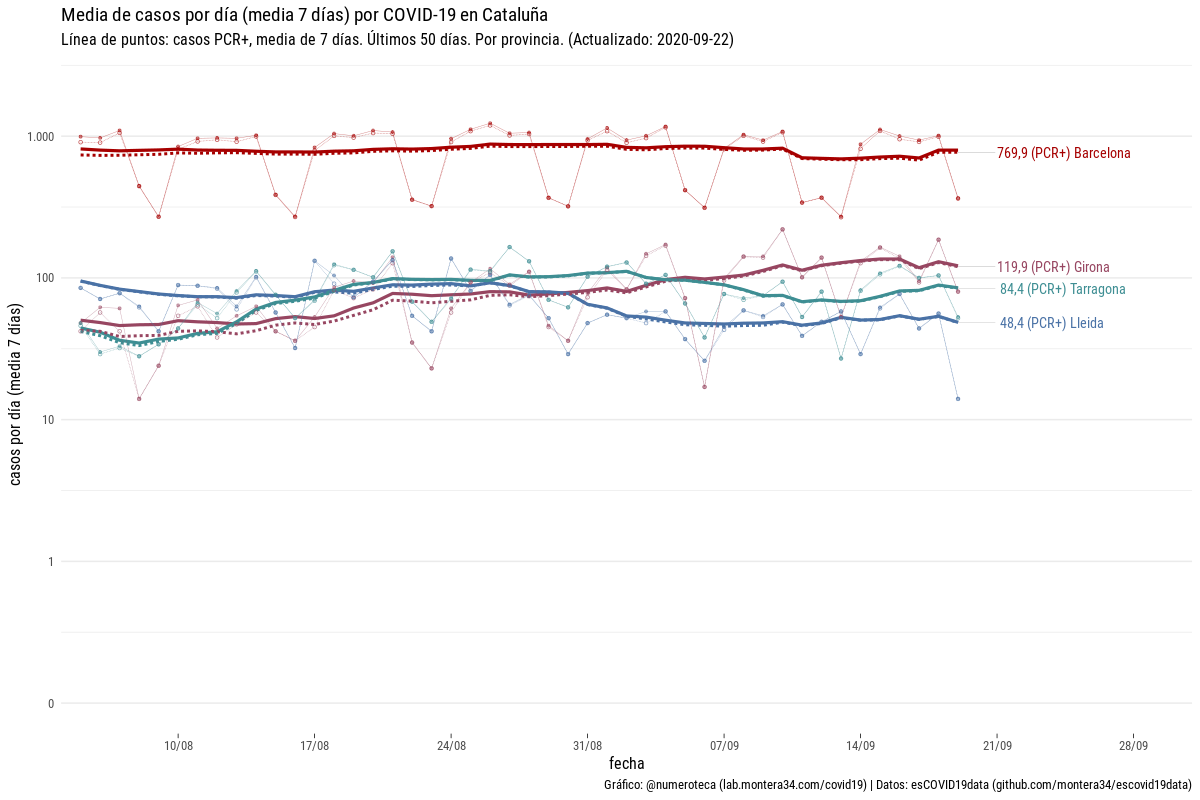 Media de casos por día (media 7 días) por COVID-19 en Cataluña
Línea de puntos: casos PCR+, media de 7 días. Últimos 50 días. Por provincia. (Actualizado: 2020-09-22)
casos por día (media 7 días)
1.000
100
10
1
0
769,9 (PCR+) Barcelona
119,9 (PCR+) Girona
84,4 (PCR+) Tarragona
48,4 (PCR+) Lleida
10/08 17/08 24/08 31/08 07/09 14/09 21/09 28/09
fecha
Gráfico: @numeroteca (lab.montera34.com/covid19) | Datos: esCOVID19data (github.com/montera34/escovid19data)